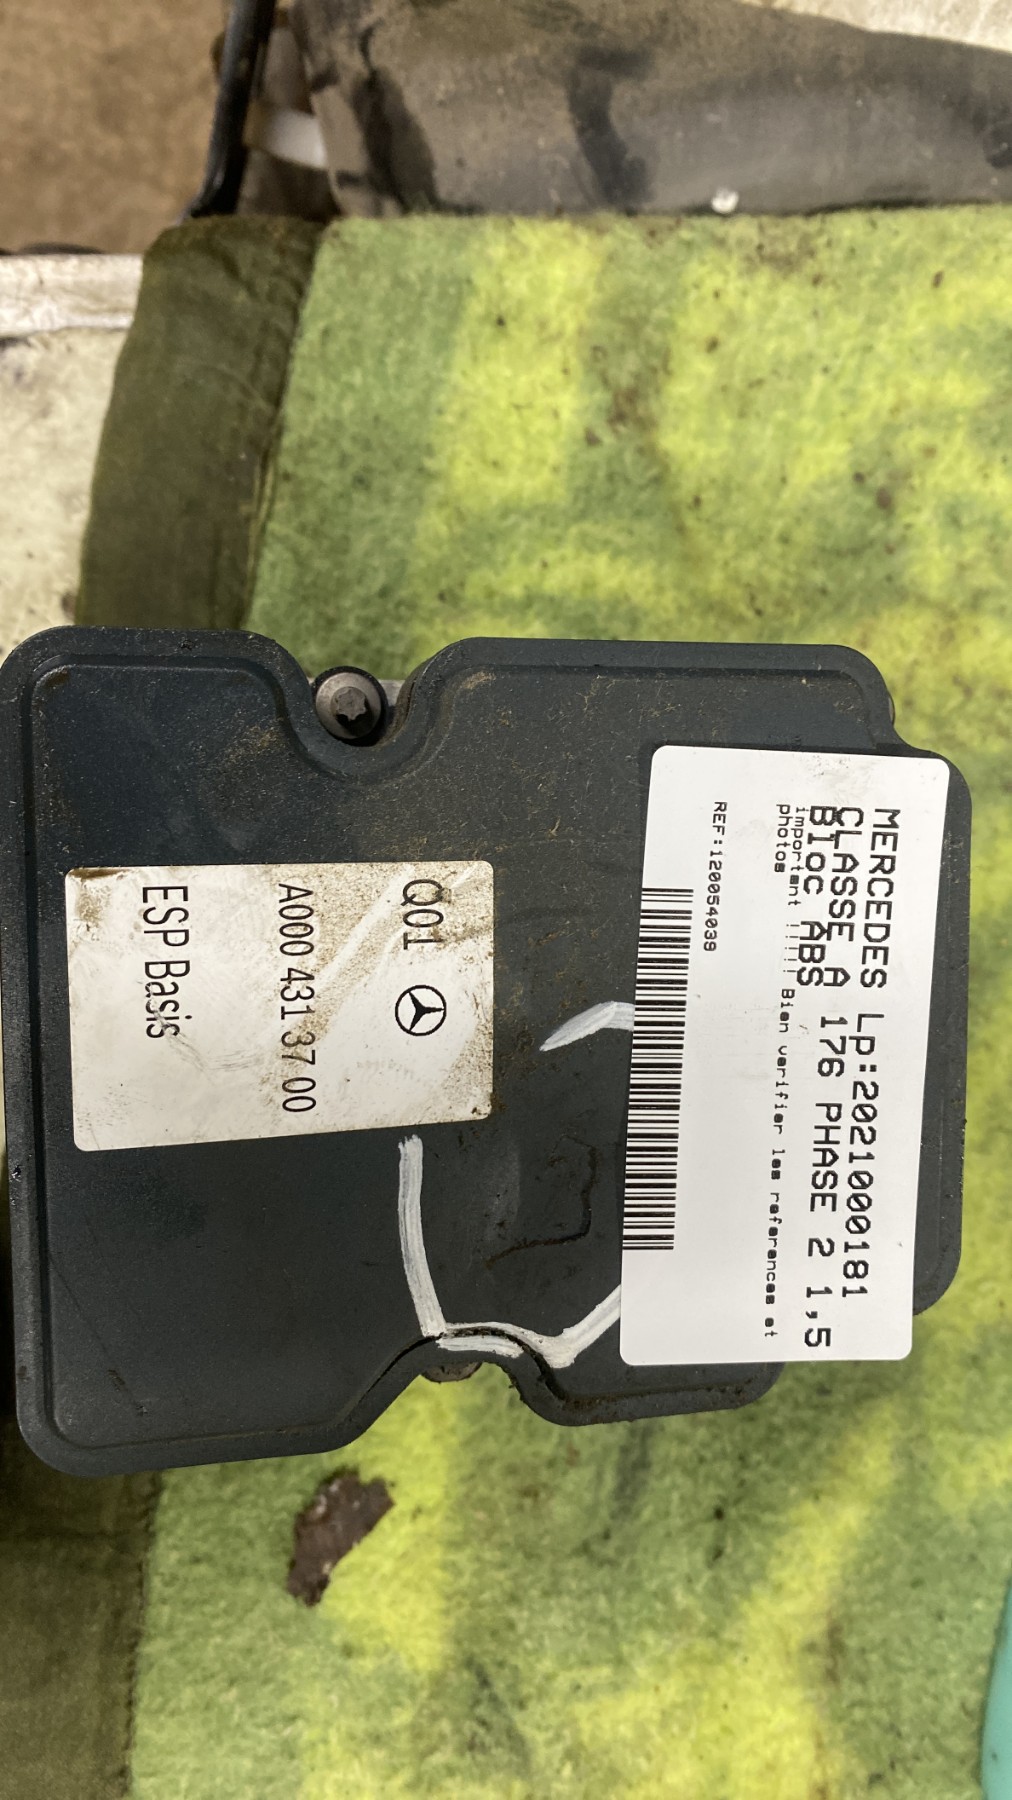 MERCEDES Lp:20210000181
CLASSE A 176 PHASE 2 1,5
Bloc ABS
important !!!!! Bien verifier les references et
photos
REF:120054039
Q01
A000 431 37 00
ESP Basis